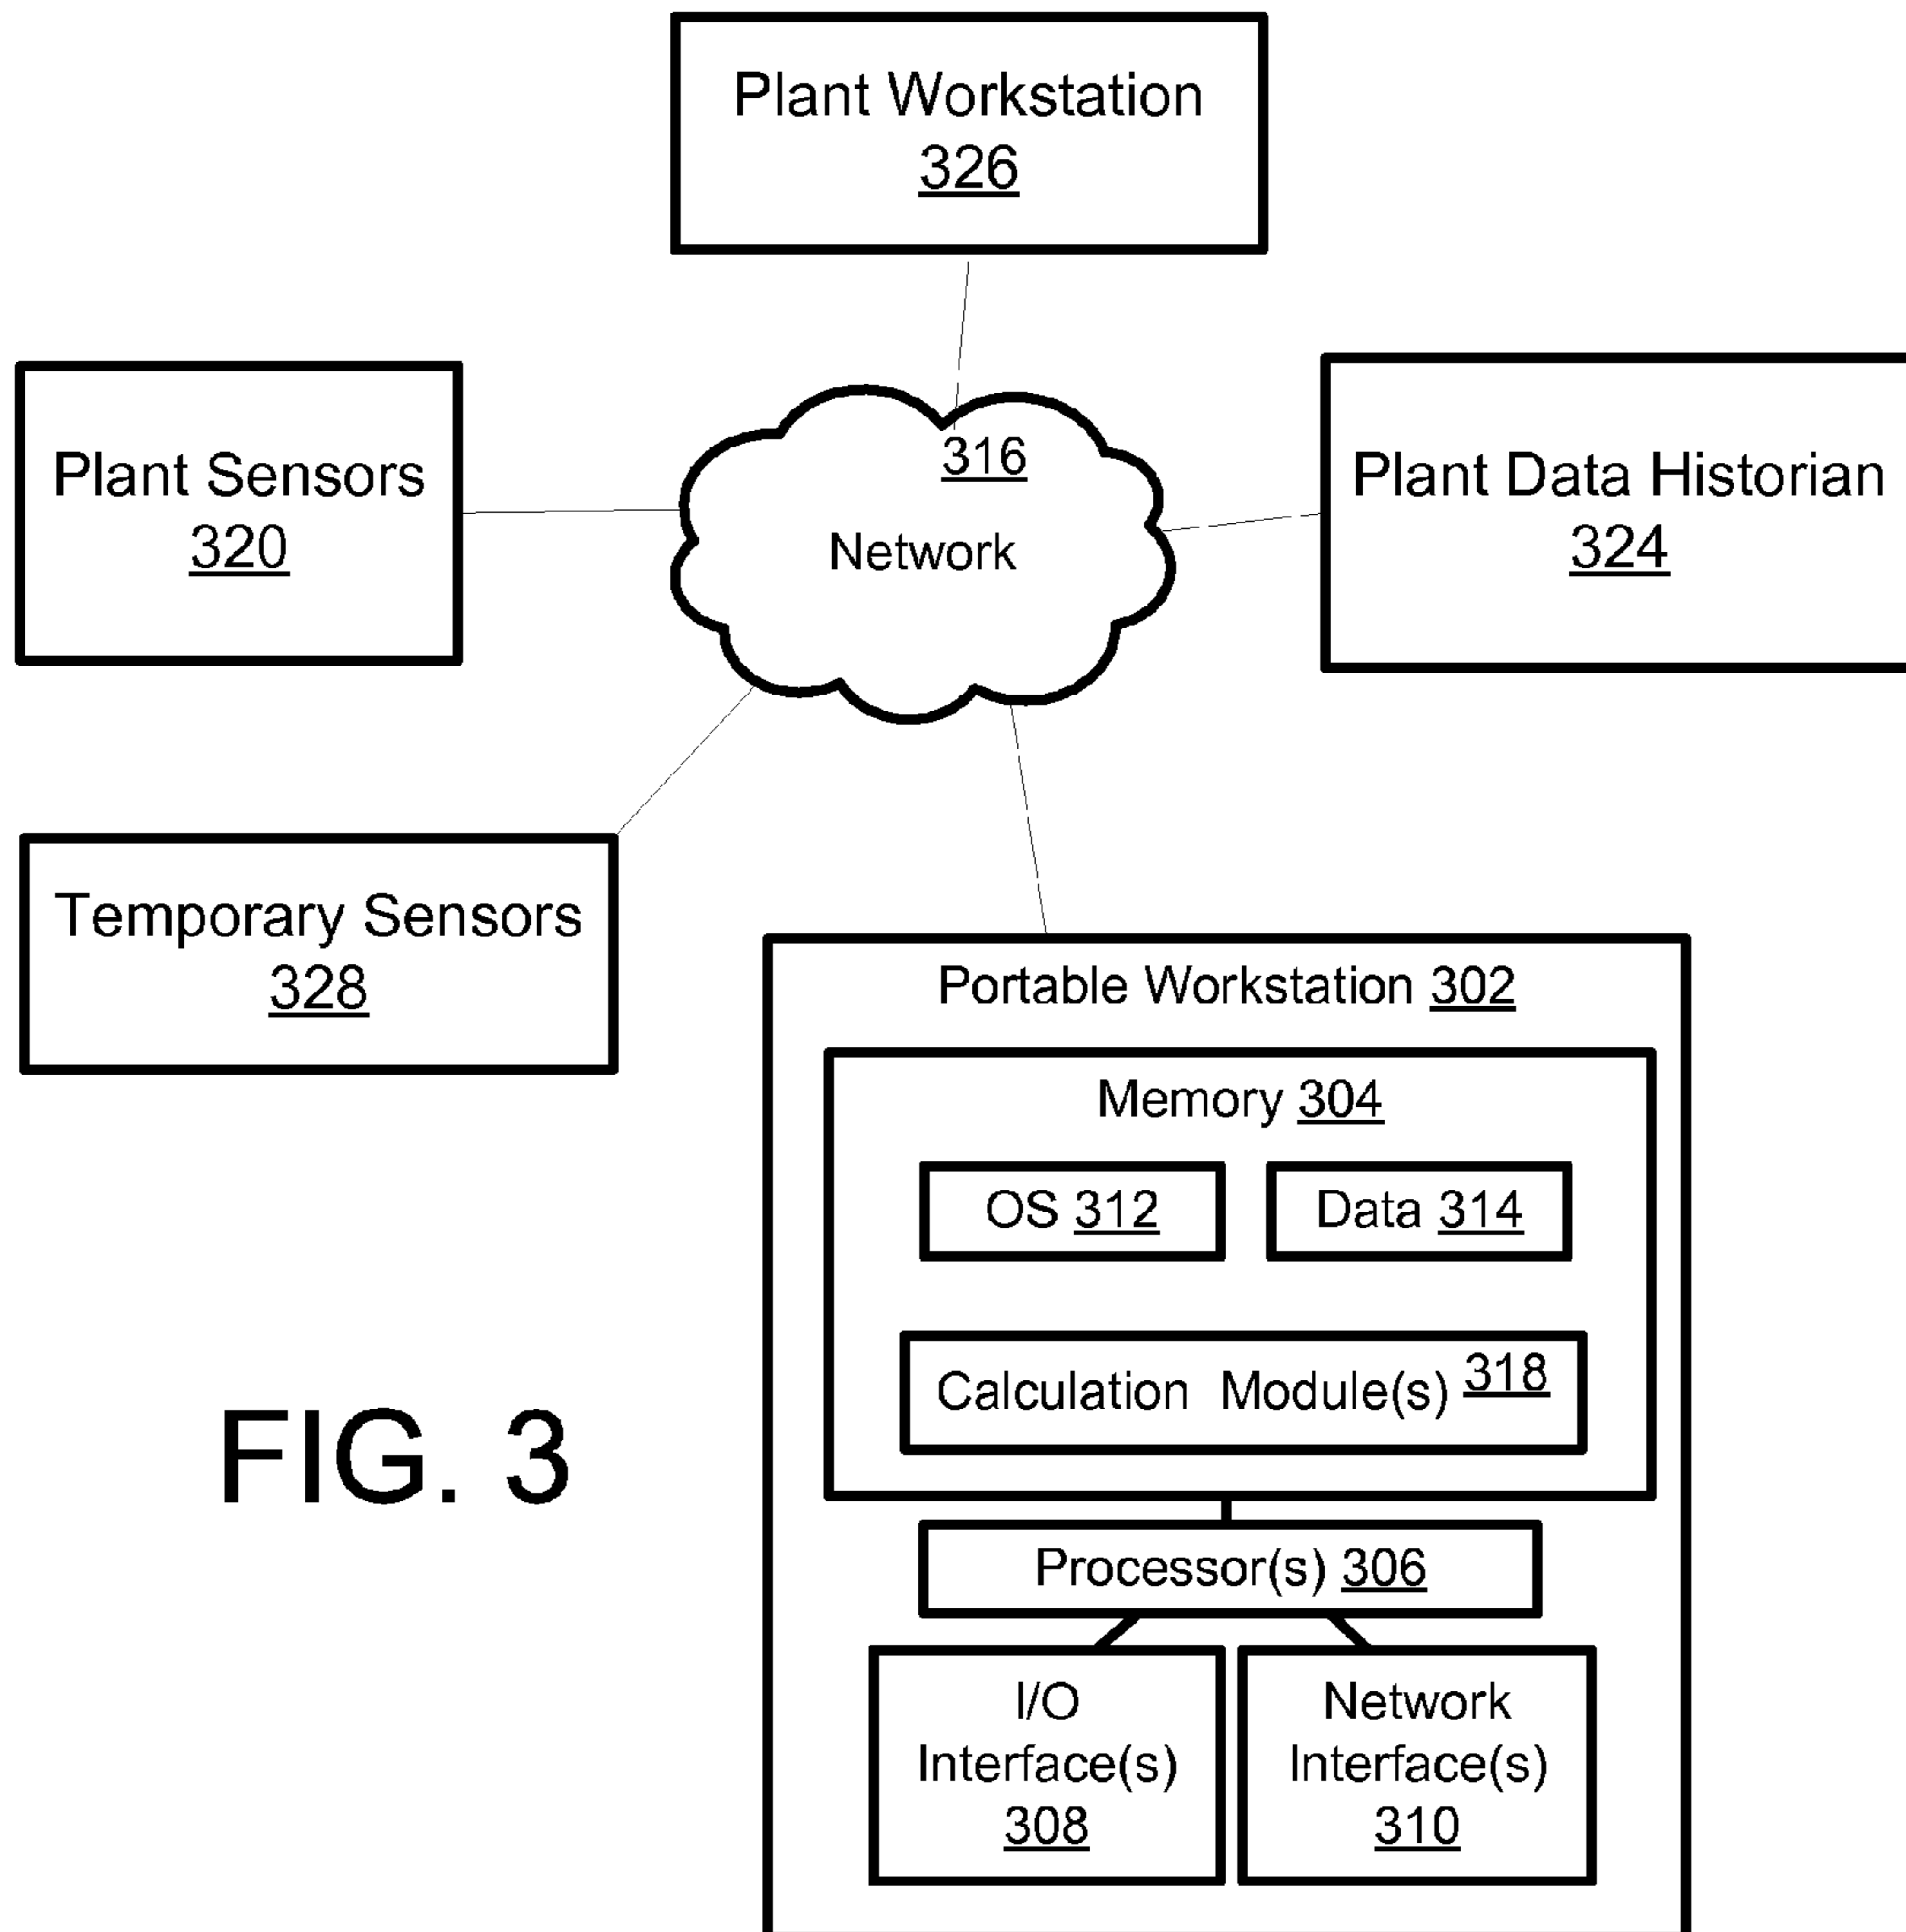 Plant Workstation
326
Plant Sensors
320
316
Network
Plant Data Historian
324
Temporary Sensors
328
Portable Workstation 302
Memory 304
OS 312
Data 314
Calculation Module(s) 318
Processor(s) 306
I/O
Interface(s)
308
Network
Interface(s)
310
FIG. 3